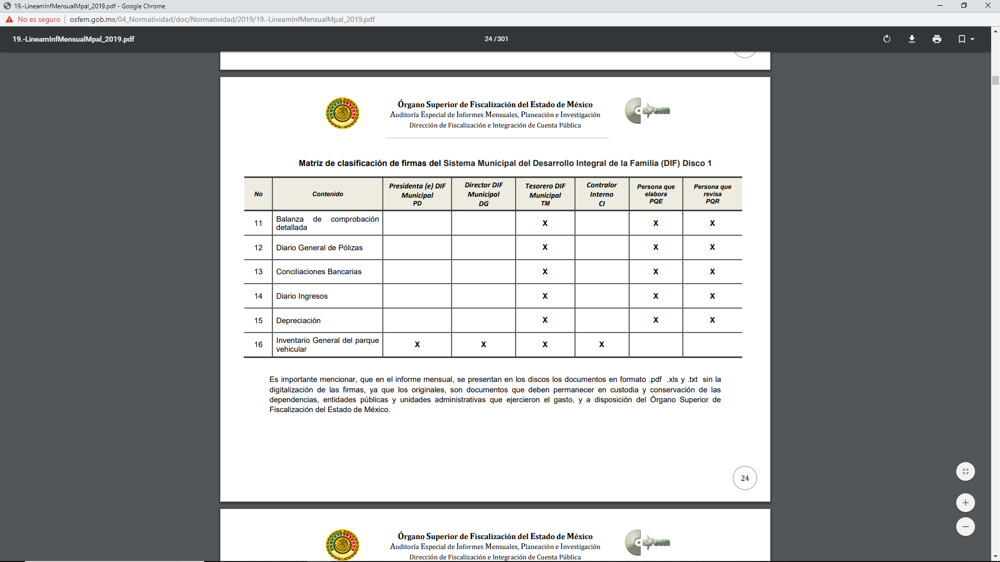 19.-LineamInfMensualMpal_2019.pdf - Google Chrome
No es seguro | osfem.gob.mx/04_Normatividad/doc/Normatividad/2019/19.-LineamInfMensualMpal_2019.pdf
19.-LineamInfMensualMpal_2019.pdf
24 / 301
Órgano Superior de Fiscalización del Estado de México
Auditoría Especial de Informes Mensuales, Planeación e Investigación
Dirección de Fiscalización e Integración de Cuenta Pública
LX LEGISLATURA
osfem
Matriz de clasificación de firmas del Sistema Municipal del Desarrollo Integral de la Familia (DIF) Disco 1
No
Contenido
Presidenta (e) DIF
Municipal
PD
Director DIF
Municipal
DG
Tesorero DIF
Municipal
TM
Contralor
Interno
CI
Persona que
elabora
PQE
Persona que
revisa
PQR
11 Balanza de comprobación
detallada
X X X
12 Diario General de Pólizas X X X
13 Conciliaciones Bancarias X X X
14 Diario Ingresos X X X
15 Depreciación X X X
16 Inventario General del parque
vehicular
X X X X
Es importante mencionar, que en el informe mensual, se presentan en los discos los documentos en formato .pdf .xls y .txt sin la
digitalización de las firmas, ya que los originales, son documentos que deben permanecer en custodia y conservación de las
dependencias, entidades públicas y unidades administrativas que ejercieron el gasto, y a disposición del Órgano Superior de
Fiscalización del Estado de México.
24
Órgano Superior de Fiscalización del Estado de México
Auditoría Especial de Informes Mensuales, Planeación e Investigación
Dirección de Fiscalización e Integración de Cuenta Pública
LX LEGISLATURA
osfem